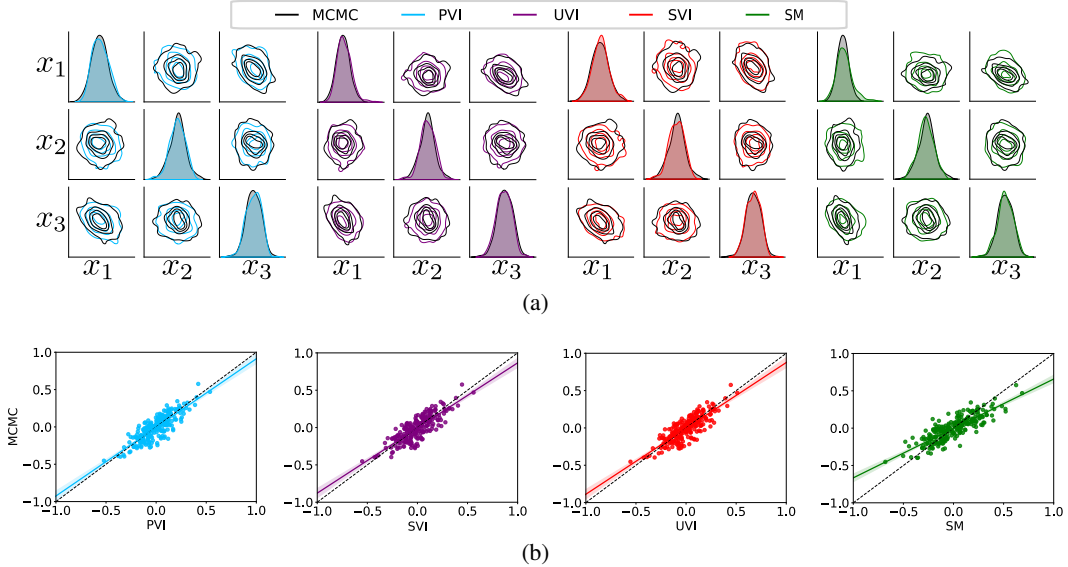 MCMC PVI UVI SVI SM
x1
x2
x3
x1 x2 x3 x1 x2 x3 x1 x2 x3 x1 x2 x3
(a)
1.0 1.0 1.0 1.0
0.5 0.5 0.5 0.5
0.0 0.0 0.0 0.0
−0.5 −0.5 −0.5 −0.5
−1.0 −1.0 −1.0 −1.0
MCMC
−1.0 −0.5 0.0 0.5 1.0 −1.0 −0.5 0.0 0.5 1.0 −1.0 −0.5 0.0 0.5 1.0 −1.0 −0.5 0.0 0.5 1.0
PVI SVI UVI SM
(b)